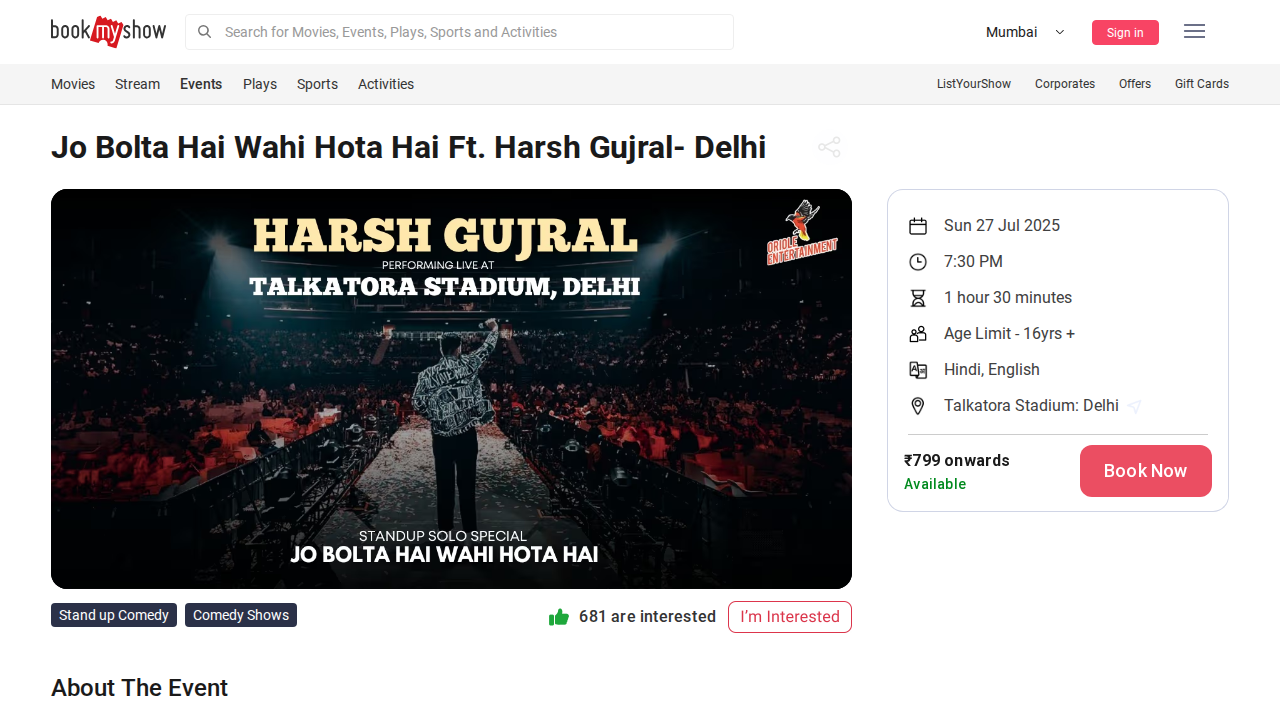 bookmyshow
Search for Movies, Events, Plays, Sports and Activities
Mumbai
Sign in
Movies
Stream
Events
Plays
Sports
Activities
ListYourShow
Corporates
Offers
Gift Cards
Jo Bolta Hai Wahi Hota Hai Ft. Harsh Gujral- Delhi
HARSH GUJRAL
PERFORMING LIVE AT
TALKATORA STADIUM, DELHI
ORIOLE
ENTERTAINMENT
STANDUP SOLO SPECIAL
JO BOLTA HAI WAHI HOTA HAI
Sun 27 Jul 2025
7:30 PM
1 hour 30 minutes
Age Limit - 16yrs +
Hindi, English
Talkatora Stadium: Delhi
₹799 onwards
Available
Book Now
Stand up Comedy
Comedy Shows
681 are interested
I’m Interested
About The Event